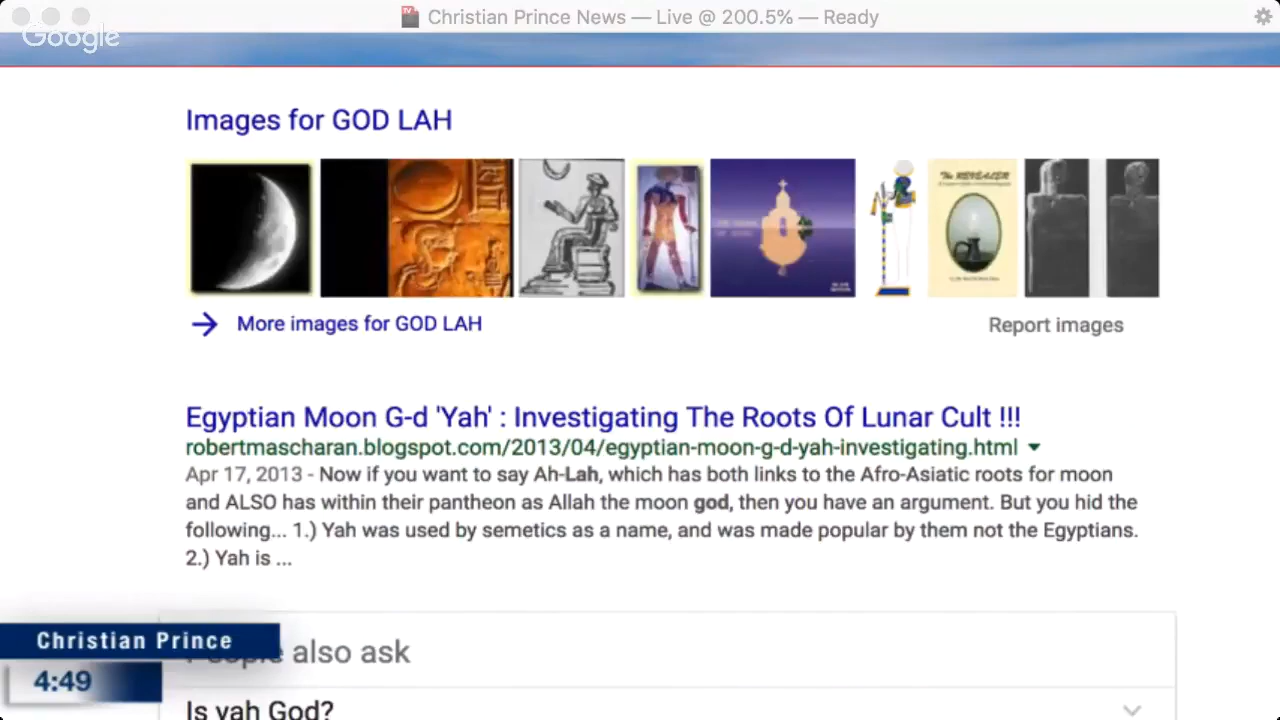 Christian Prince News — Live @ 200.5% — Ready
Google
Images for GOD LAH
The REVEALER
More images for GOD LAH
Report images
Egyptian Moon G-d 'Yah' : Investigating The Roots Of Lunar Cult !!!
robertmascharan.blogspot.com/2013/04/egyptian-moon-g-d-yah-investigating.html
Apr 17, 2013 - Now if you want to say Ah-Lah, which has both links to the Afro-Asiatic roots for moon
and ALSO has within their pantheon as Allah the moon god, then you have an argument. But you hid the
following... 1.) Yah was used by semetics as a name, and was made popular by them not the Egyptians.
2.) Yah is ...
People also ask
Christian Prince
4:49
Is yah God?